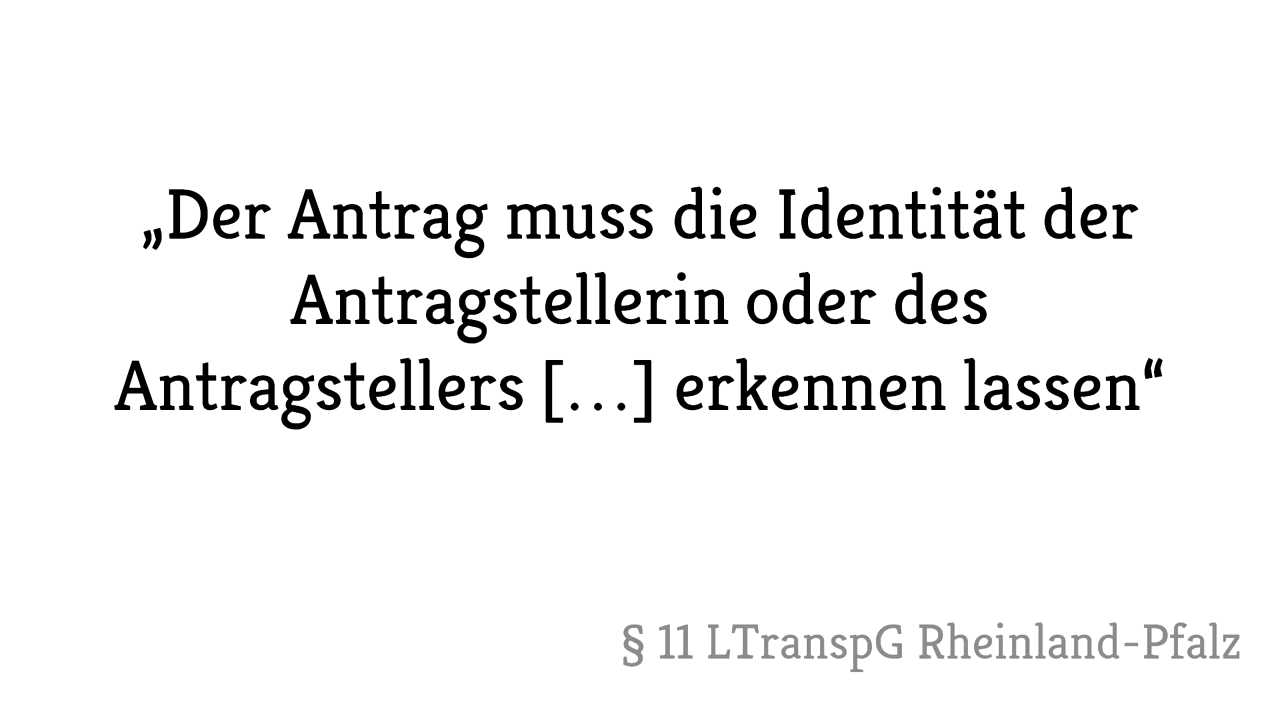 „Der Antrag muss die Identität der
Antragstellerin oder des
Antragstellers […] erkennen lassen“
§ 11 LTranspG Rheinland-Pfalz